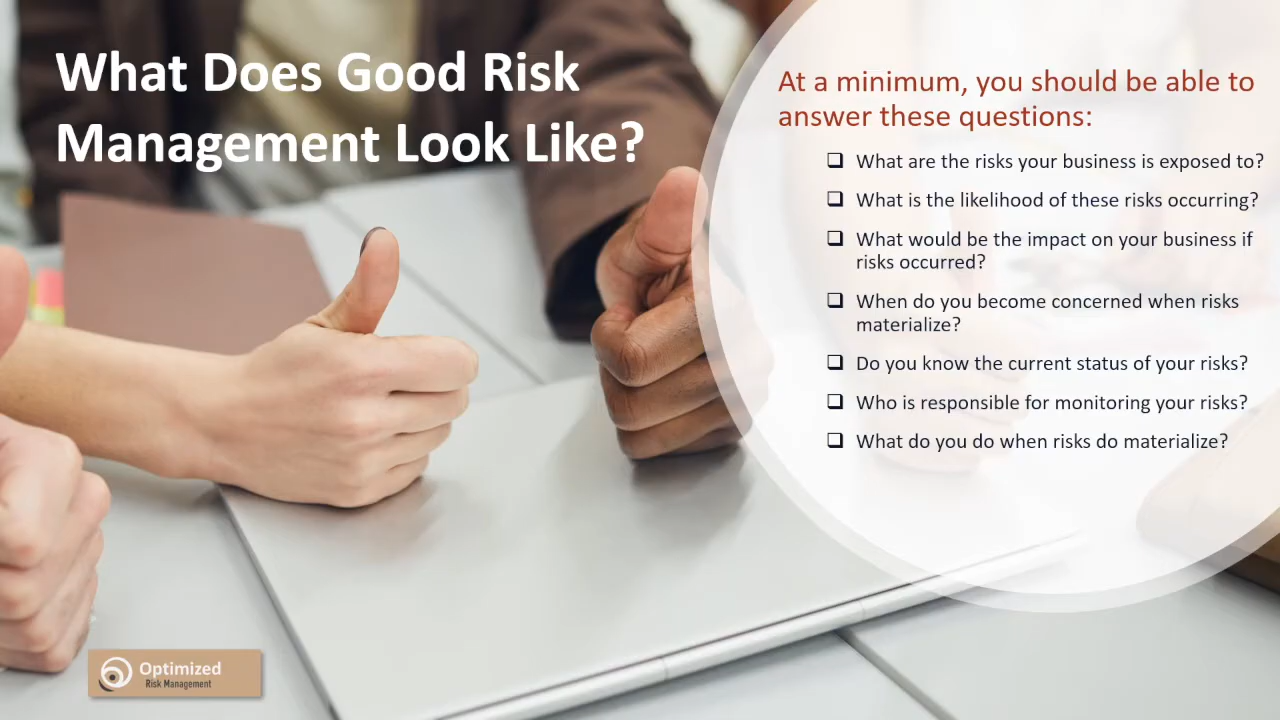 What Does Good Risk
Management Look Like?
At a minimum, you should be able to
answer these questions:
❑ What are the risks your business is exposed to?
❑ What is the likelihood of these risks occurring?
❑ What would be the impact on your business if
risks occurred?
❑ When do you become concerned when risks
materialize?
❑ Do you know the current status of your risks?
❑ Who is responsible for monitoring your risks?
❑ What do you do when risks do materialize?
Optimized
Risk Management